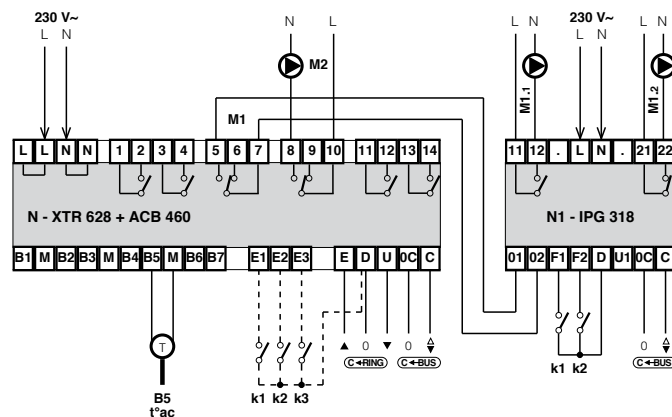 230 V~
L N
N L
M2
M1
L N
M1.1
230 V~
L N
L N
M1.2
L L N N 1 2 3 4 5 6 7 8 9 10 11 12 13 14
11 12 . L N . 21 22
N - XTR 628 + ACB 460
N1 - IPG 318
B1 M B2 B3 M B4 B5 M B6 B7 E1 E2 E3 E D U 0C C
01 02 F1 F2 D U1 0C C
T
0 0
C RING C BUS
0
C BUS
k1 k2
B5
t°ac
k1 k2 k3